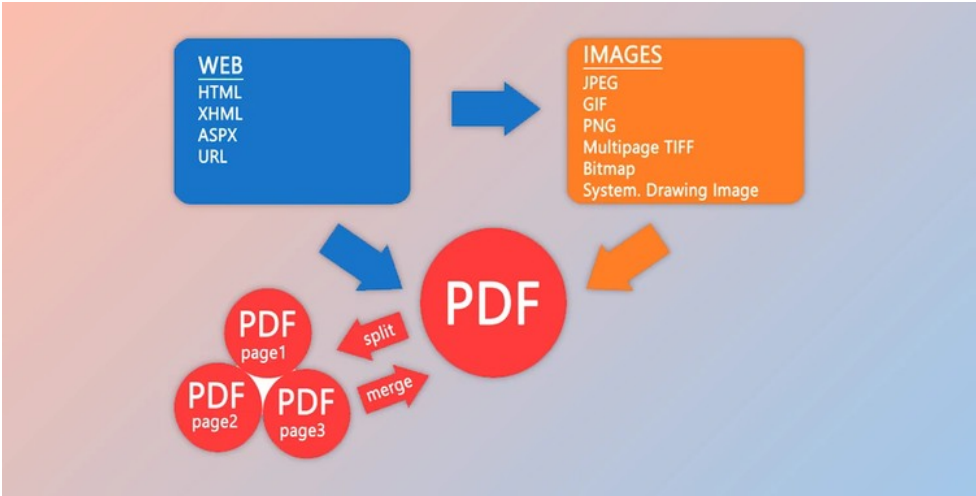 WEB
HTML
XHML
ASPX
URL
IMAGES
JPEG
GIF
PNG
Multipage TIFF
Bitmap
System. Drawing Image
PDF
split
merge
PDF
page1
PDF
page2
PDF
page3